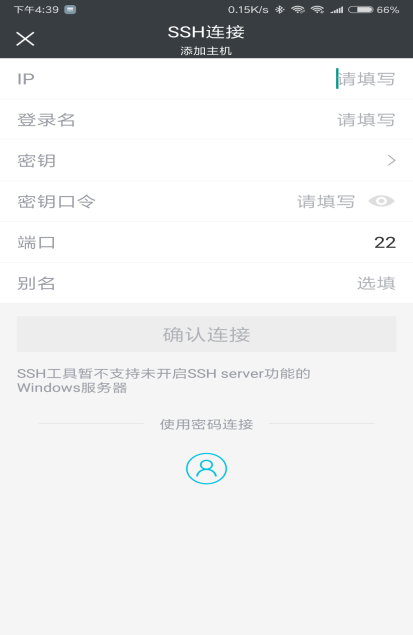 下午4:39 0.15K/s 66%
SSH连接
添加主机
IP 请填写
登录名 请填写
密钥
密钥口令 请填写
端口 22
别名 选填
确认连接
SSH工具暂不支持未开启SSH server功能的
Windows服务器
使用密码连接